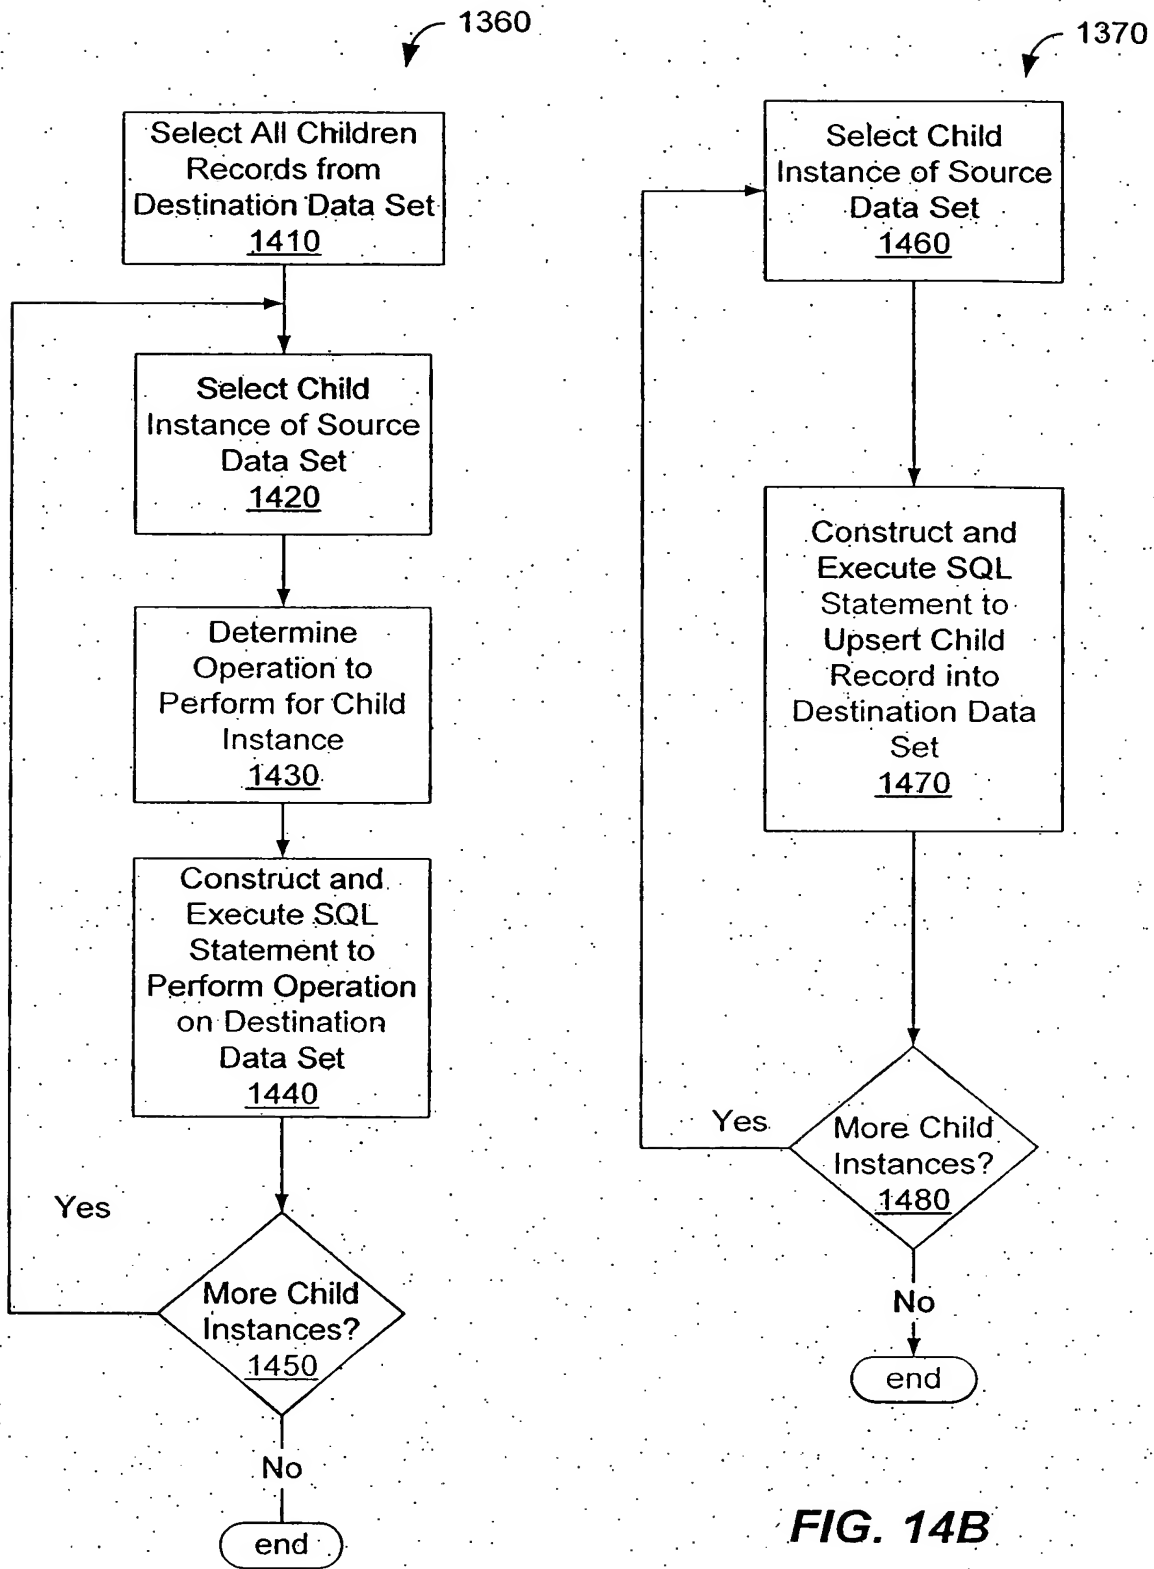 1360
Select All Children
Records from
Destination Data Set
1410
Select Child
Instance of Source
Data Set
1420
Determine
Operation to
Perform for Child
Instance
1430
Construct and
Execute SQL
Statement to
Perform Operation
on Destination
Data Set
1440
Yes
More Child
Instances?
1450
No
end
1370
Select Child
Instance of Source
Data Set
1460
Construct and
Execute SQL
Statement to
Upsert Child
Record into
Destination Data
Set
1470
Yes
More Child
Instances?
1480
No
end
FIG. 14B